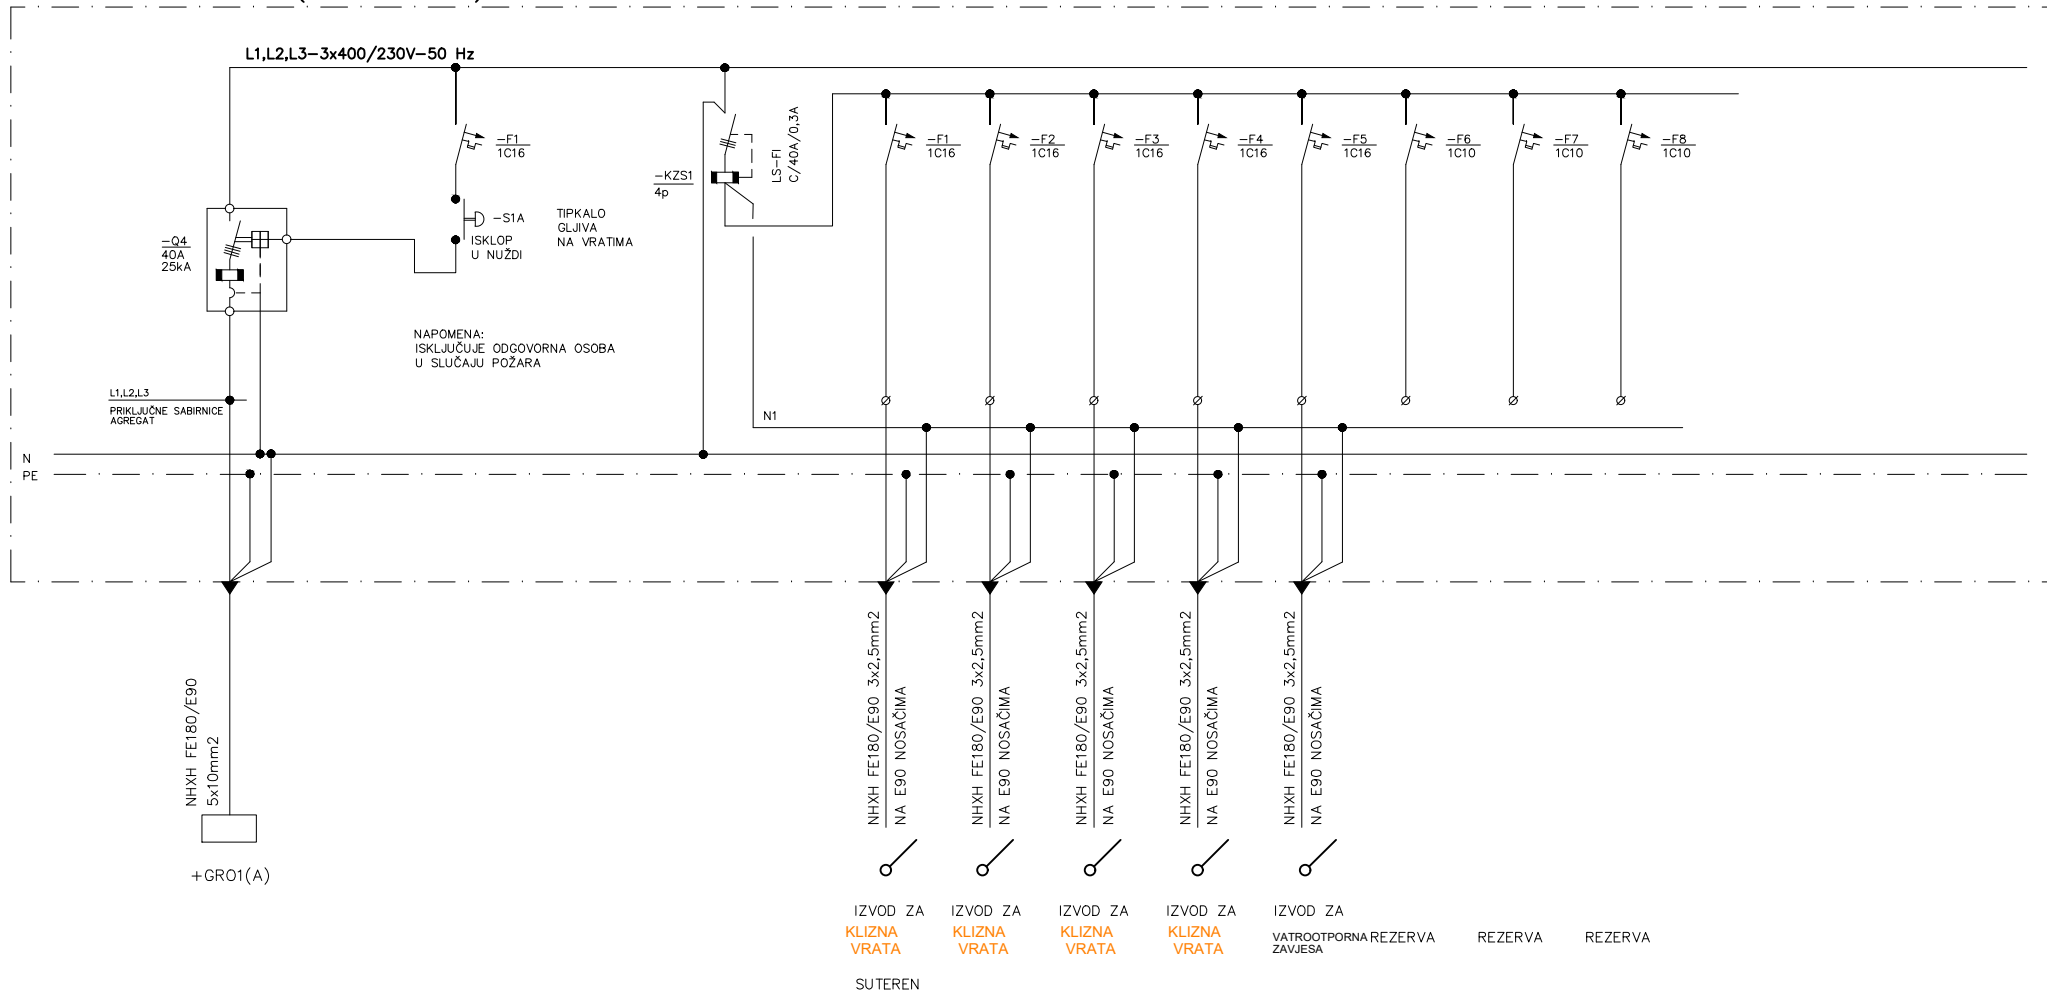 L1,L2,L3-3x400/230V-50 Hz
-F1
1C16
-KZS1
4p
LS-FI
C/40A/0,3A
-F1
1C16
-F2
1C16
-F3
1C16
-F4
1C16
-F5
1C16
-F6
1C10
-F7
1C10
-F8
1C10
-Q4
40A
25kA
-S1A
ISKLOP
U NUŽDI
TIPKALO
GLJIVA
NA VRATIMA
NAPOMENA:
ISKLJUČUJE ODGOVORNA OSOBA
U SLUČAJU POŽARA
L1,L2,L3
PRIKLJUČNE SABIRNICE
AGREGAT
N1
N
PE
NHXH FE180/E90
5x10mm2
+GRO1(A)
NHXH FE180/E90 3x2,5mm2
NA E90 NOSAČIMA
NHXH FE180/E90 3x2,5mm2
NA E90 NOSAČIMA
NHXH FE180/E90 3x2,5mm2
NA E90 NOSAČIMA
NHXH FE180/E90 3x2,5mm2
NA E90 NOSAČIMA
NHXH FE180/E90 3x2,5mm2
NA E90 NOSAČIMA
IZVOD ZA
KLIZNA
VRATA
SUTEREN
IZVOD ZA
KLIZNA
VRATA
IZVOD ZA
KLIZNA
VRATA
IZVOD ZA
KLIZNA
VRATA
IZVOD ZA
VATROOTPORNA
ZAVJESA
REZERVA
REZERVA
REZERVA